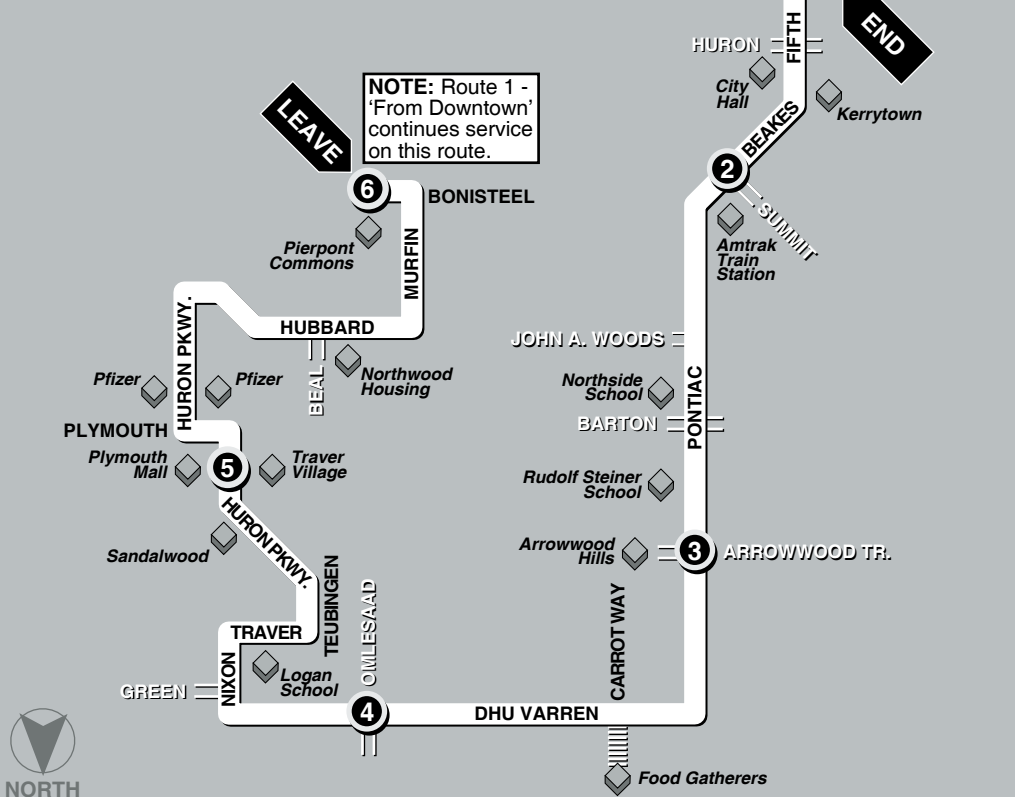 END
HURON
FIFTH
City
Hall
Kerrytown
BEAKES
2
SUMMIT
Amtrak
Train
Station
LEAVE
NOTE: Route 1 -
‘From Downtown’
continues service
on this route.
6
BONISTEEL
Pierpont
Commons
MURFIN
HUBBARD
HURON PKWY.
BEAL
Northwood
Housing
JOHN A. WOODS
Pfizer
Pfizer
Northside
School
PONTIAC
BARTON
PLYMOUTH
Plymouth
Mall
5
Traver
Village
Rudolf Steiner
School
HURON PKWY.
Sandalwood
Arrowwood
Hills
3
ARROWWOOD TR.
TEUBINGEN
OMLESAAD
CARROT WAY
TRAVER
NIXON
Logan
School
GREEN
4
DHU VARREN
Food Gatherers
NORTH